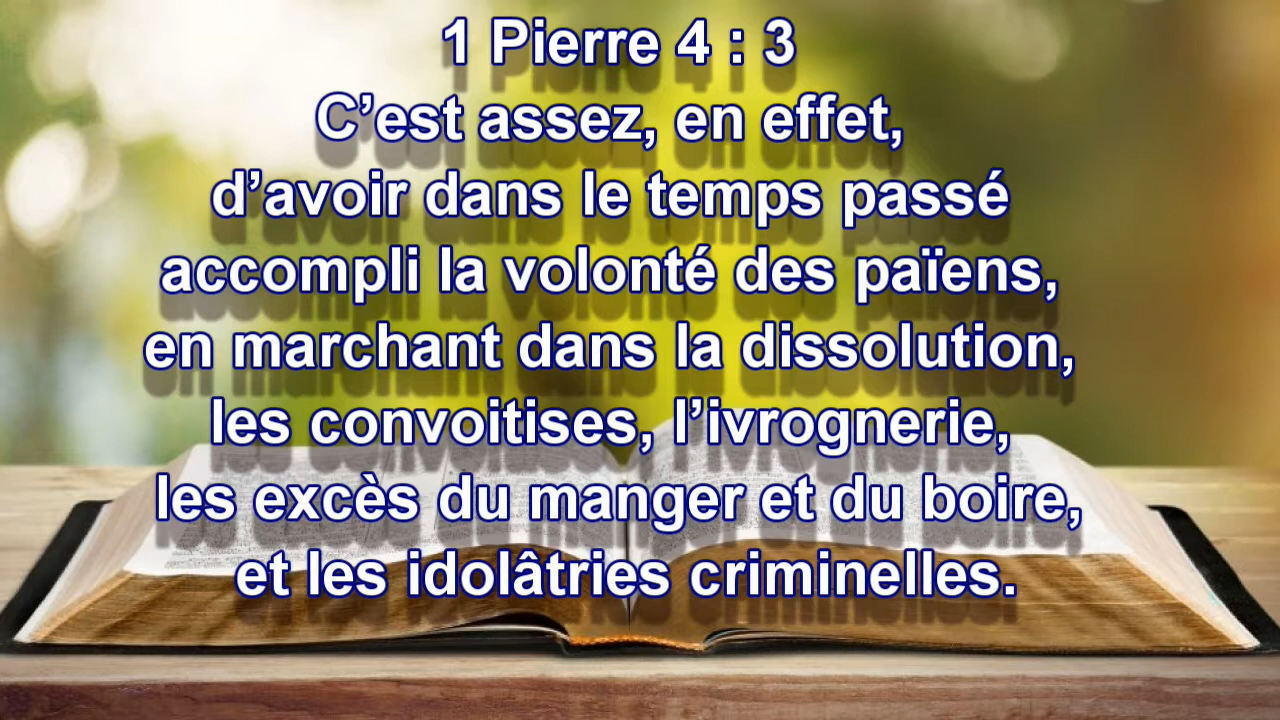 1 Pierre 4 : 3
C’est assez, en effet,
d’avoir dans le temps passé
accompli la volonté des païens,
en marchant dans la dissolution,
les convoitises, l’ivrognerie,
les excès du manger et du boire,
et les idolâtries criminelles.